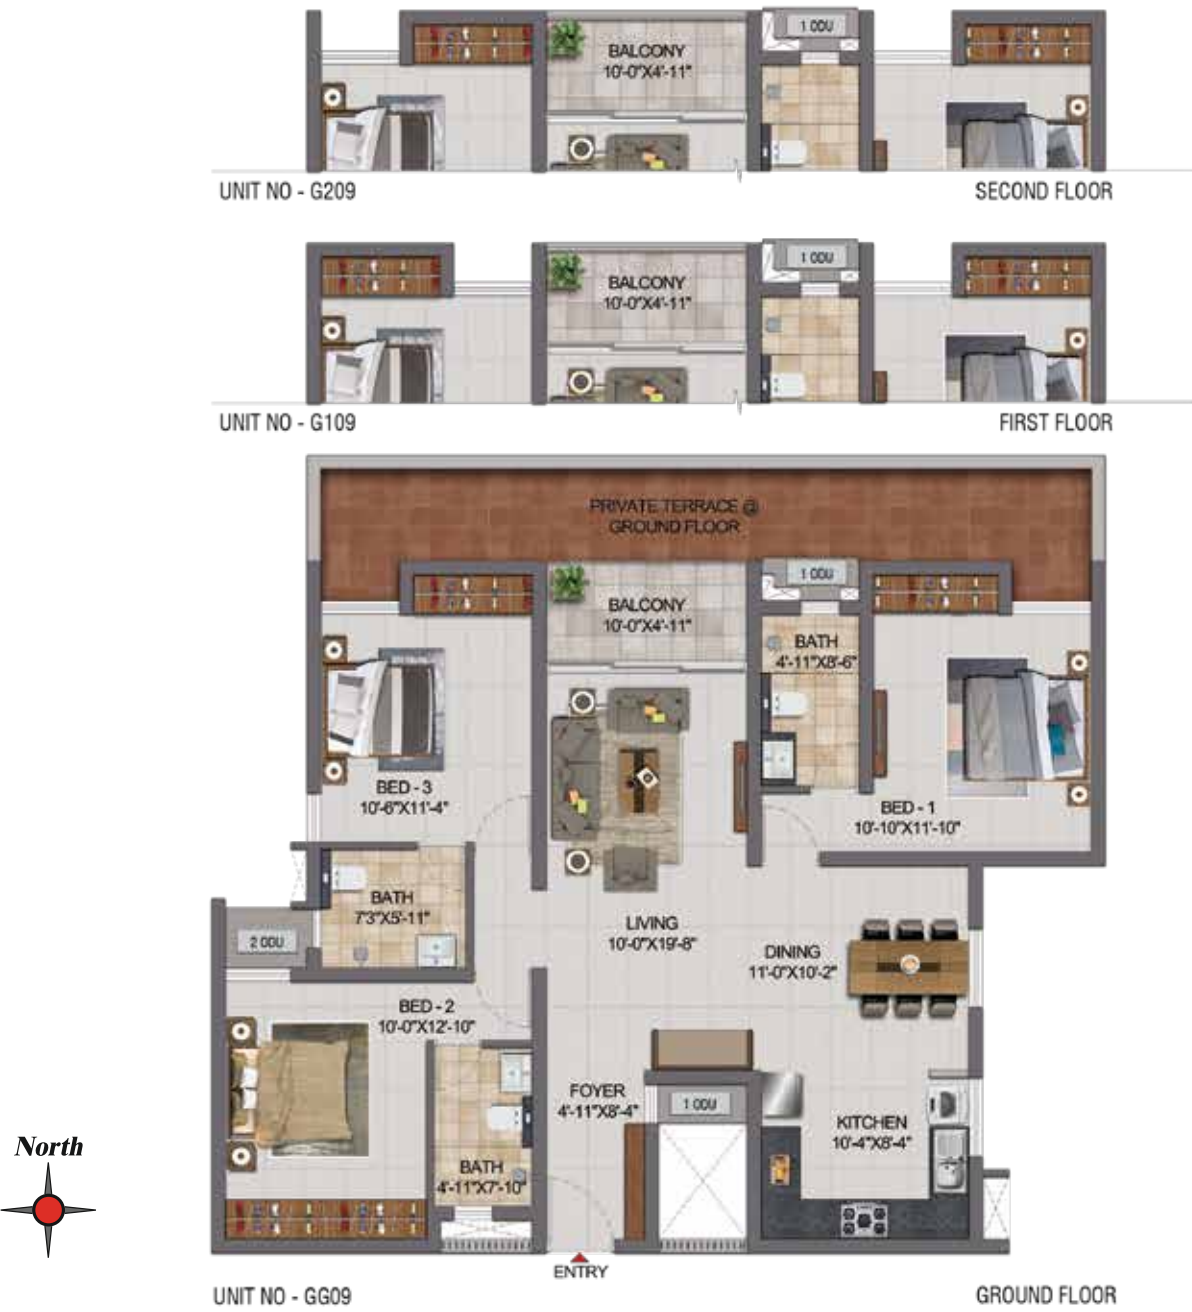 1 ODU
BALCONY
10'-0"X4'-11"
UNIT NO - G209
SECOND FLOOR
1 ODU
BALCONY
10'-0"X4'-11"
UNIT NO - G109
FIRST FLOOR
PRIVATE TERRACE @
GROUND FLOOR
1 ODU
BALCONY
10'-0"X4'-11"
BATH
4'-11"X8'-6"
BED - 3
10'-6"X11'-4"
BED - 1
10'-10"X11'-10"
BATH
7'3"X5'-11"
LIVING
10'-0"X19'-8"
2 ODU
DINING
11'-0"X10'-2"
BED - 2
10'-0"X12'-10"
FOYER
4'-11"X8'-4"
1 ODU
KITCHEN
10'-4"X8'-4"
North
BATH
4'-11"X7'-10"
ENTRY
UNIT NO - GG09
GROUND FLOOR